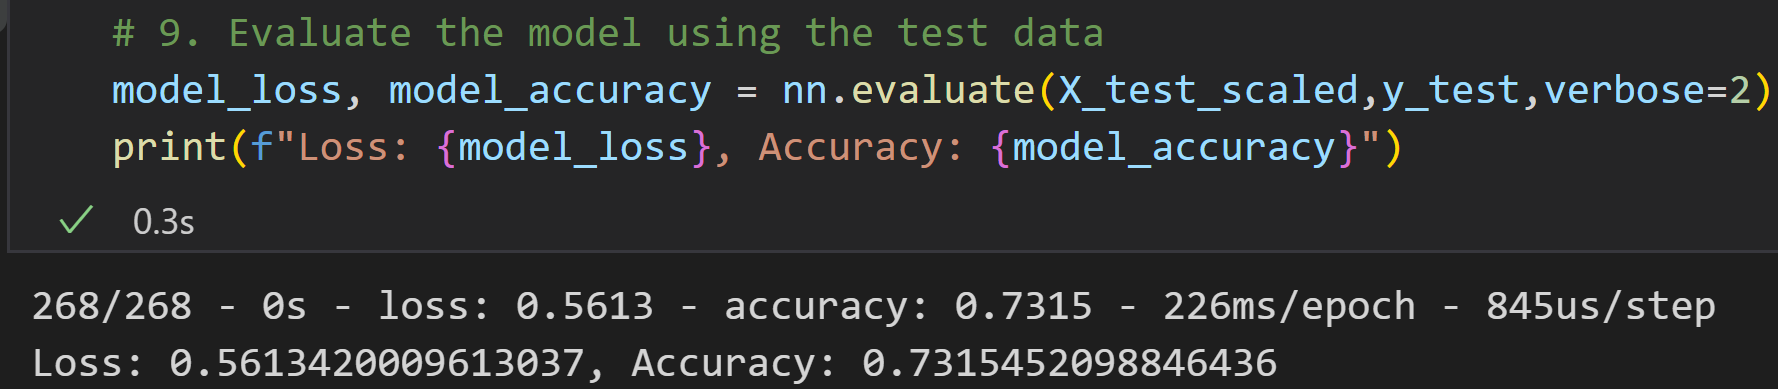 # 9. Evaluate the model using the test data
model_loss, model_accuracy = nn.evaluate(X_test_scaled,y_test,verbose=2)
print(f"Loss: {model_loss}, Accuracy: {model_accuracy}")
0.3s
268/268 - 0s - loss: 0.5613 - accuracy: 0.7315 - 226ms/epoch - 845us/step
Loss: 0.5613420009613037, Accuracy: 0.7315452098846436